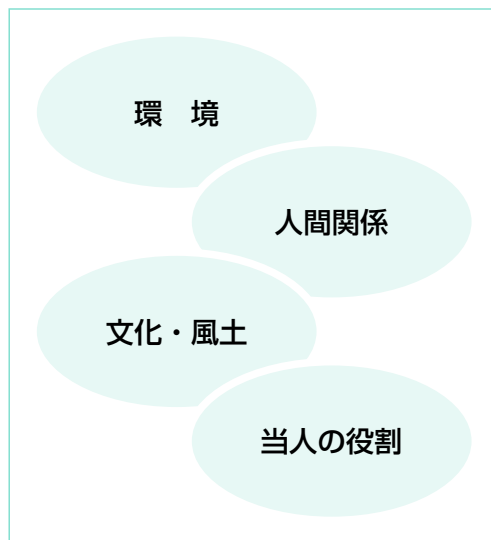 環　境
人間関係
文化・風土
当人の役割